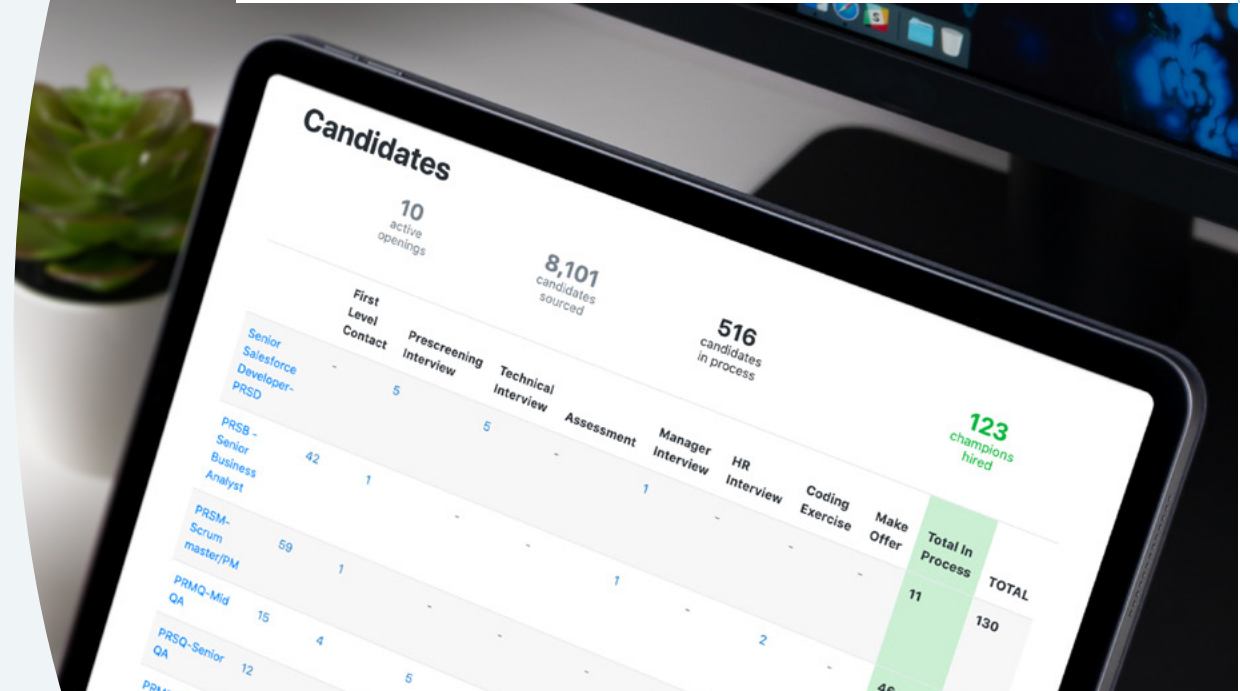 Candidates
10
active
openings
8,101
candidates
sourced
516
candidates
in process
123
champions
hired
First
Level
Contact
Prescreening
Interview
Technical
Interview
Assessment
Manager
Interview
HR
Interview
Coding
Exercise
Make
Offer
Total In
Process
TOTAL
Senior
Salesforce
Developer-
PRSD
- 5 5 - 1 - - - 11 130
PRSB -
Senior
Business
Analyst
42 1 - - 1 - 2 - 46
PRSM-
Scrum
master/PM
59 1 - - -
PRMQ-Mid
QA
15 4 5
PRSQ-Senior
QA
12